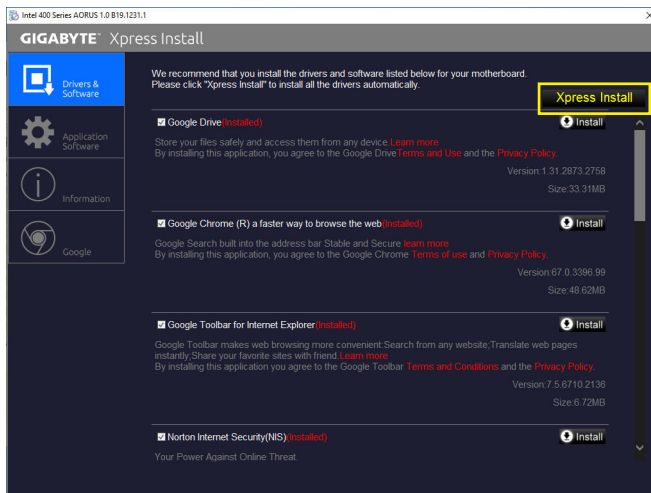 Intel 400 Series AORUS 1.0 B19.1231.1
GIGABYTE™ Xpress Install
Drivers &
Software
Application
Software
Information
Google
We recommend that you install the drivers and software listed below for your motherboard.
Please click "Xpress Install" to install all the drivers automatically.
Xpress Install
Google Drive(Installed)
Install
Store your files safely and access them from any device.Learn more
By installing this application, you agree to the Google DriveTerms and Use and the Privacy Policy.
Version:1.31.2873.2758
Size:33.31MB
Google Chrome (R) a faster way to browse the web(Installed)
Install
Google Search built into the address bar Stable and Secure learn more
By installing this application, you agree to the Google Chrome Terms of use and Privacy Policy.
Version:67.0.3396.99
Size:48.62MB
Google Toolbar for Internet Explorer(Installed)
Install
Google Toolbar makes web browsing more convenient:Search from any website;Translate web pages
instantly;Share your favorite sites with friend.Learn more
By installing this application you agree to the Google Toolbar Terms and Conditions and the Privacy Policy.
Version:7.5.6710.2136
Size:6.72MB
Norton Internet Security(NIS)(Installed)
Install
Your Power Against Online Threat.